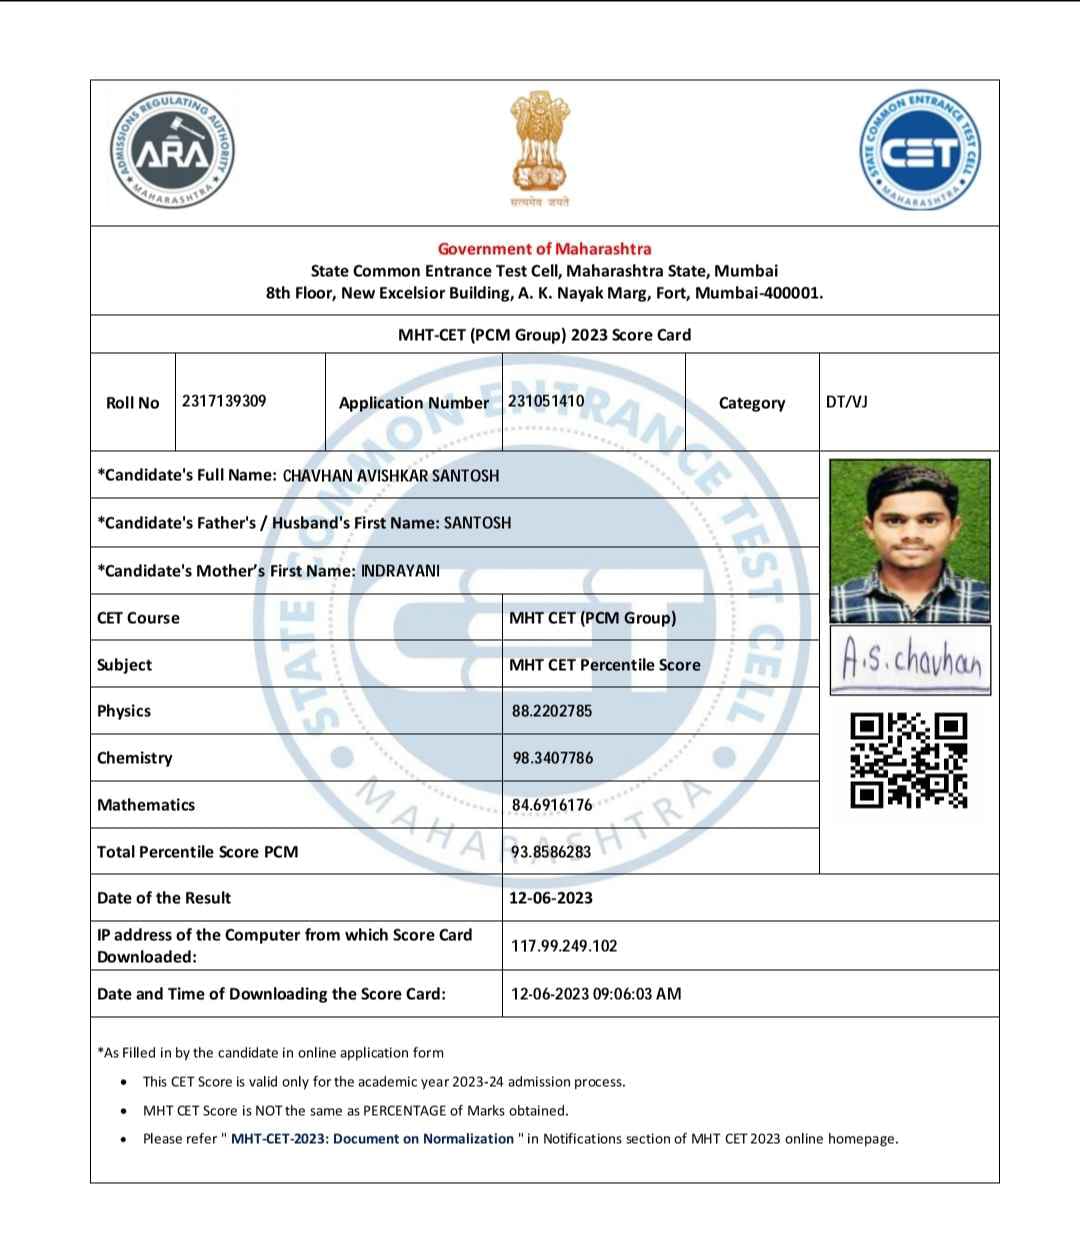 ADMISSIONS REGULATING AUTHORITY
ARA
★ MAHARASHTRA ★
सत्यमेव जयते
STATE COMMON ENTRANCE TEST CELL
CET
MAHARASHTRA
Government of Maharashtra
State Common Entrance Test Cell, Maharashtra State, Mumbai
8th Floor, New Excelsior Building, A. K. Nayak Marg, Fort, Mumbai-400001.
MHT-CET (PCM Group) 2023 Score Card
Roll No 2317139309 Application Number 231051410 Category DT/VJ
*Candidate's Full Name: CHAVHAN AVISHKAR SANTOSH
*Candidate's Father's / Husband's First Name: SANTOSH
*Candidate's Mother's First Name: INDRAYANI
CET Course MHT CET (PCM Group)
A.S.chavhan
Subject MHT CET Percentile Score
Physics 88.2202785
Chemistry 98.3407786
Mathematics 84.6916176
Total Percentile Score PCM 93.8586283
STATE COMMON ENTRANCE TEST CELL
CET
MAHARASHTRA
Date of the Result 12-06-2023
IP address of the Computer from which Score Card
Downloaded: 117.99.249.102
Date and Time of Downloading the Score Card: 12-06-2023 09:06:03 AM
*As Filled in by the candidate in online application form
• This CET Score is valid only for the academic year 2023-24 admission process.
• MHT CET Score is NOT the same as PERCENTAGE of Marks obtained.
• Please refer " MHT-CET-2023: Document on Normalization " in Notifications section of MHT CET 2023 online homepage.